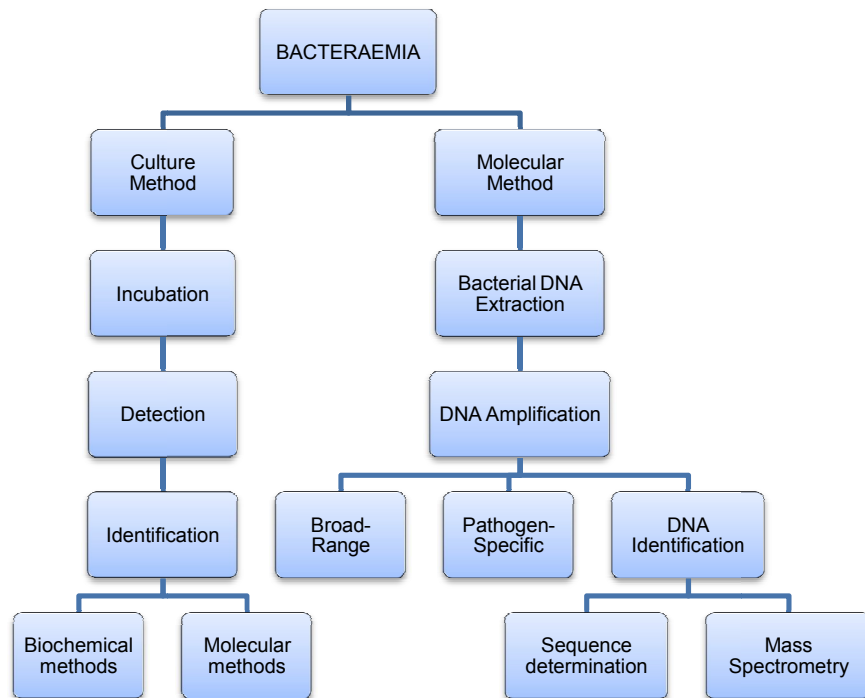 BACTERAEMIA
Culture
Method
Molecular
Method
Incubation
Bacterial DNA
Extraction
Detection
DNA Amplification
Identification
Broad-
Range
Pathogen-
Specific
DNA
Identification
Biochemical
methods
Molecular
methods
Sequence
determination
Mass
Spectrometry